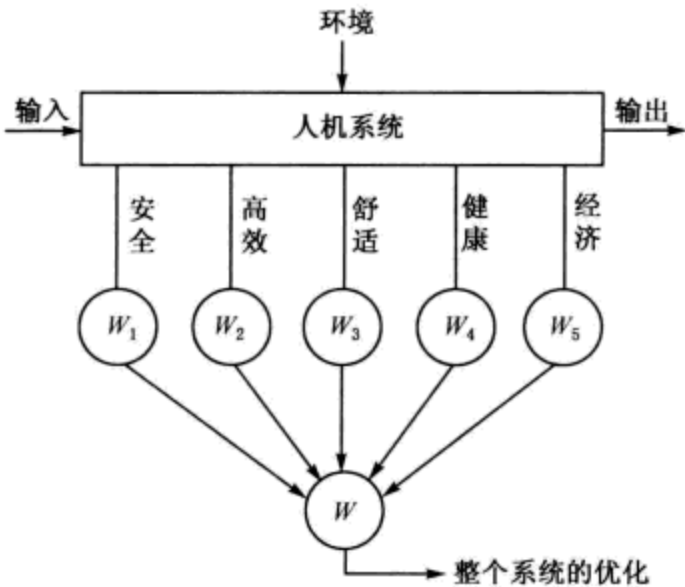 环境
输入
人机系统
输出
安全
高效
舒适
健康
经济
W₁
W₂
W₃
W₄
W₅
W
整个系统的优化